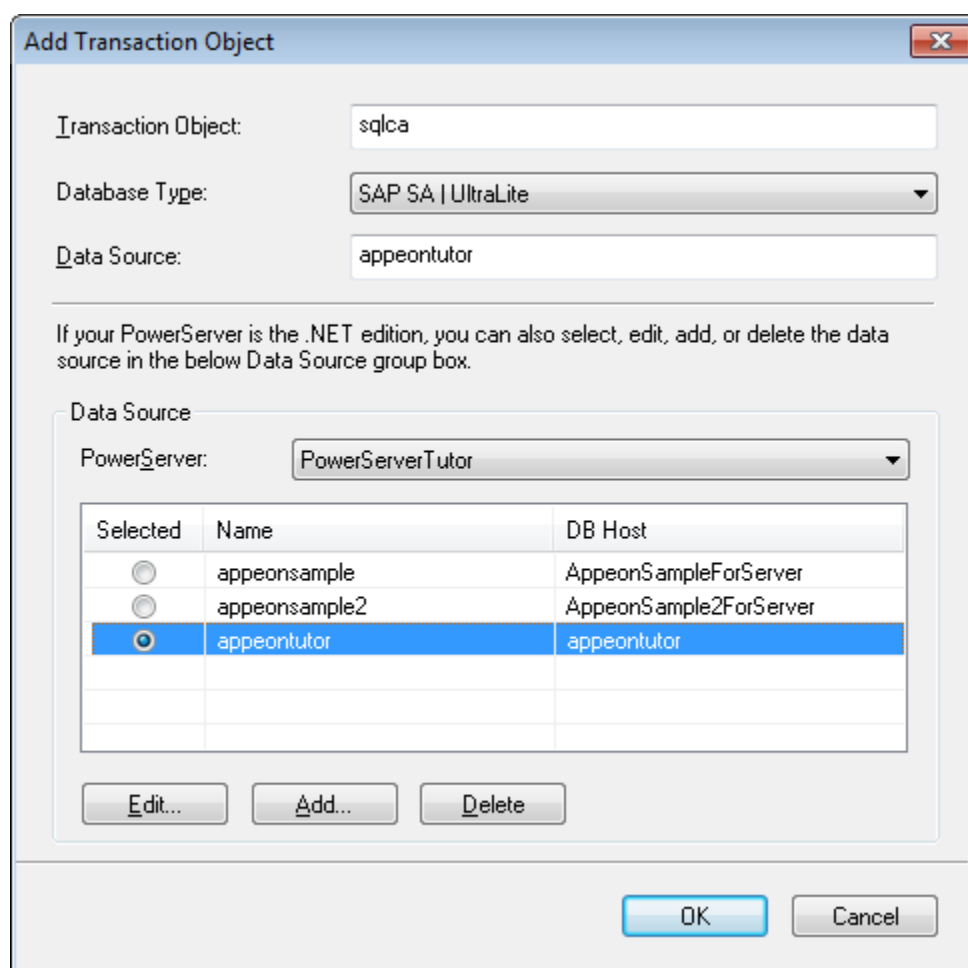 Add Transaction Object
Transaction Object: sqlca
Database Type: SAP SA | UltraLite
Data Source: appeontutor
If your PowerServer is the .NET edition, you can also select, edit, add, or delete the data
source in the below Data Source group box.
Data Source
PowerServer: PowerServerTutor
Selected Name DB Host
appeonsample AppeonSampleForServer
appeonsample2 AppeonSample2ForServer
appeontutor appeontutor
Edit... Add... Delete
OK Cancel